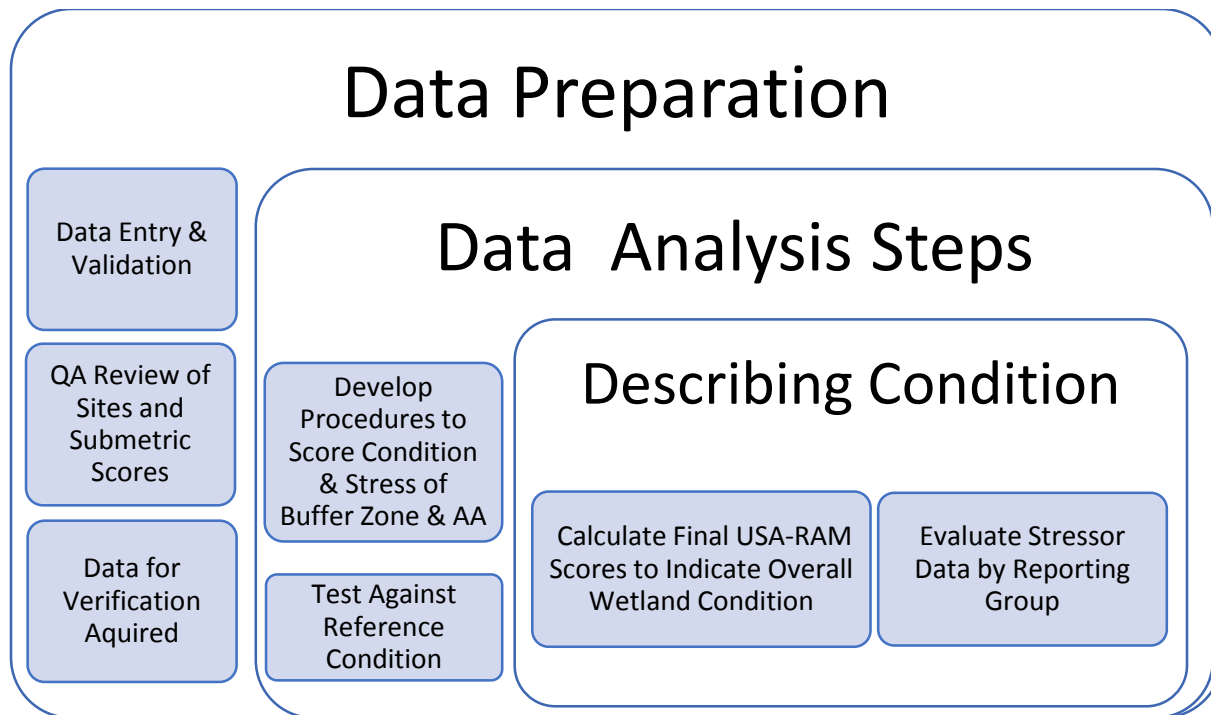 Data Preparation
Data Entry &
Validation
QA Review of
Sites and
Submetric
Scores
Data for
Verification
Aquired
Data  Analysis Steps
Develop
Procedures to
Score Condition
& Stress of
Buffer Zone & AA
Test Against
Reference
Condition
Describing Condition
Calculate Final USA-RAM
Scores to Indicate Overall
Wetland Condition
Evaluate Stressor
Data by Reporting
Group